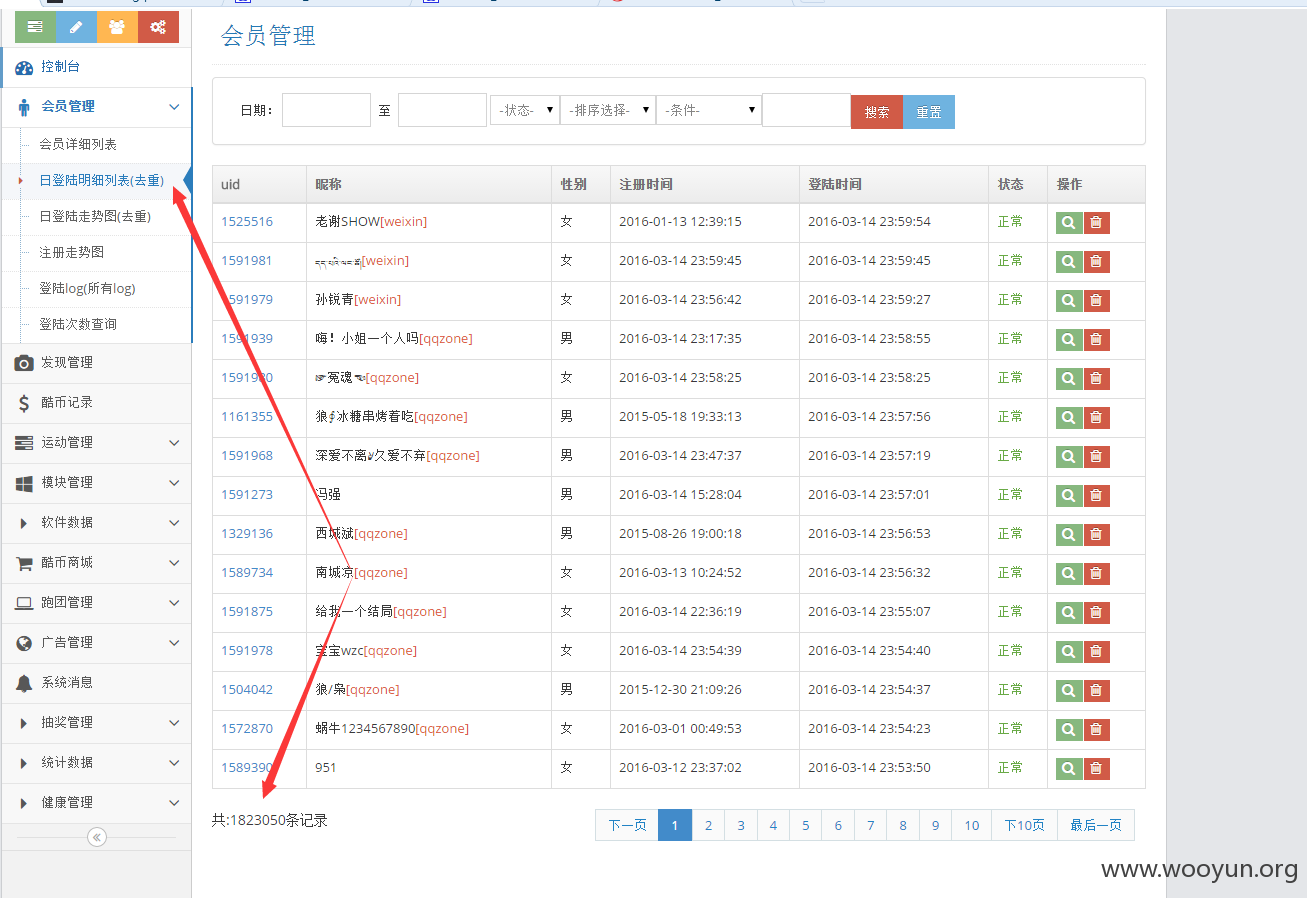 会员管理
控制台
会员管理
会员详细列表
日登陆明细列表(去重)
日登陆走势图(去重)
注册走势图
登陆log(所有log)
登陆次数查询
发现管理
酷币记录
运动管理
模块管理
软件数据
酷币商城
跑团管理
广告管理
系统消息
抽奖管理
统计数据
健康管理
日期： 至 -状态- -排序选择- -条件- 搜索 重置
uid 昵称 性别 注册时间 登陆时间 状态 操作
1525516 老谢SHOW[weixin] 女 2016-01-13 12:39:15 2016-03-14 23:59:54 正常
1591981 [weixin] 女 2016-03-14 23:59:45 2016-03-14 23:59:45 正常
1591979 孙锐青[weixin] 女 2016-03-14 23:56:42 2016-03-14 23:59:27 正常
1591939 嗨！小姐一个人吗[qqzone] 男 2016-03-14 23:17:35 2016-03-14 23:58:55 正常
1591980 ☞冤魂☜[qqzone] 女 2016-03-14 23:58:25 2016-03-14 23:58:25 正常
1161355 狼∮冰糖串烤着吃[qqzone] 男 2015-05-18 19:33:13 2016-03-14 23:57:56 正常
1591968 深爱不离✌久爱不弃[qqzone] 男 2016-03-14 23:47:37 2016-03-14 23:57:19 正常
1591273 冯强 男 2016-03-14 15:28:04 2016-03-14 23:57:01 正常
1329136 西城斌[qqzone] 男 2015-08-26 19:00:18 2016-03-14 23:56:53 正常
1589734 南城凉[qqzone] 女 2016-03-13 10:24:52 2016-03-14 23:56:32 正常
1591875 给我一个结局[qqzone] 女 2016-03-14 22:36:19 2016-03-14 23:55:07 正常
1591978 宝宝wzc[qqzone] 女 2016-03-14 23:54:39 2016-03-14 23:54:40 正常
1504042 狼/枭[qqzone] 男 2015-12-30 21:09:26 2016-03-14 23:54:37 正常
1572870 蜗牛1234567890[qqzone] 女 2016-03-01 00:49:53 2016-03-14 23:54:23 正常
1589390 951 女 2016-03-12 23:37:02 2016-03-14 23:53:50 正常
共:1823050条记录 下一页 1 2 3 4 5 6 7 8 9 10 下10页 最后一页
www.wooyun.org